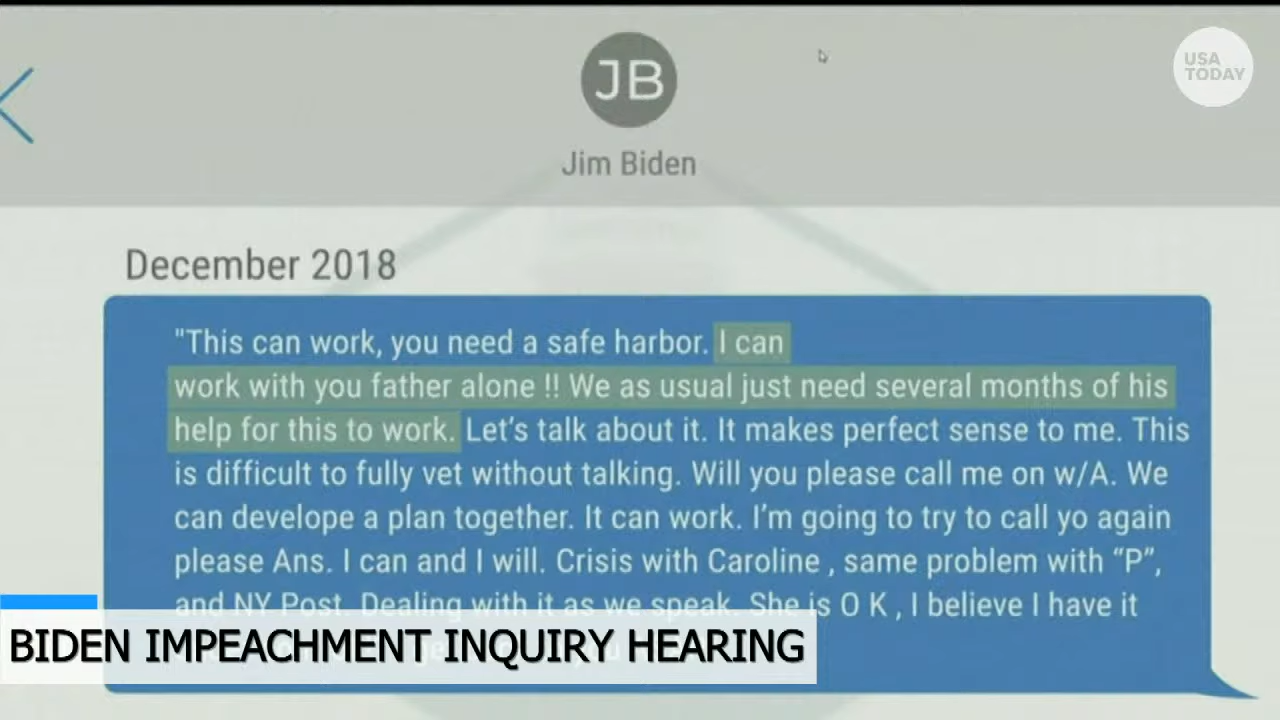 USA
TODAY
JB
Jim Biden
December 2018
"This can work, you need a safe harbor. I can
work with you father alone !! We as usual just need several months of his
help for this to work. Let's talk about it. It makes perfect sense to me. This
is difficult to fully vet without talking. Will you please call me on w/A. We
can develope a plan together. It can work. I'm going to try to call yo again
please Ans. I can and I will. Crisis with Caroline , same problem with “P”,
and NY Post. Dealing with it as we speak. She is O K , I believe I have it
BIDEN IMPEACHMENT INQUIRY HEARING